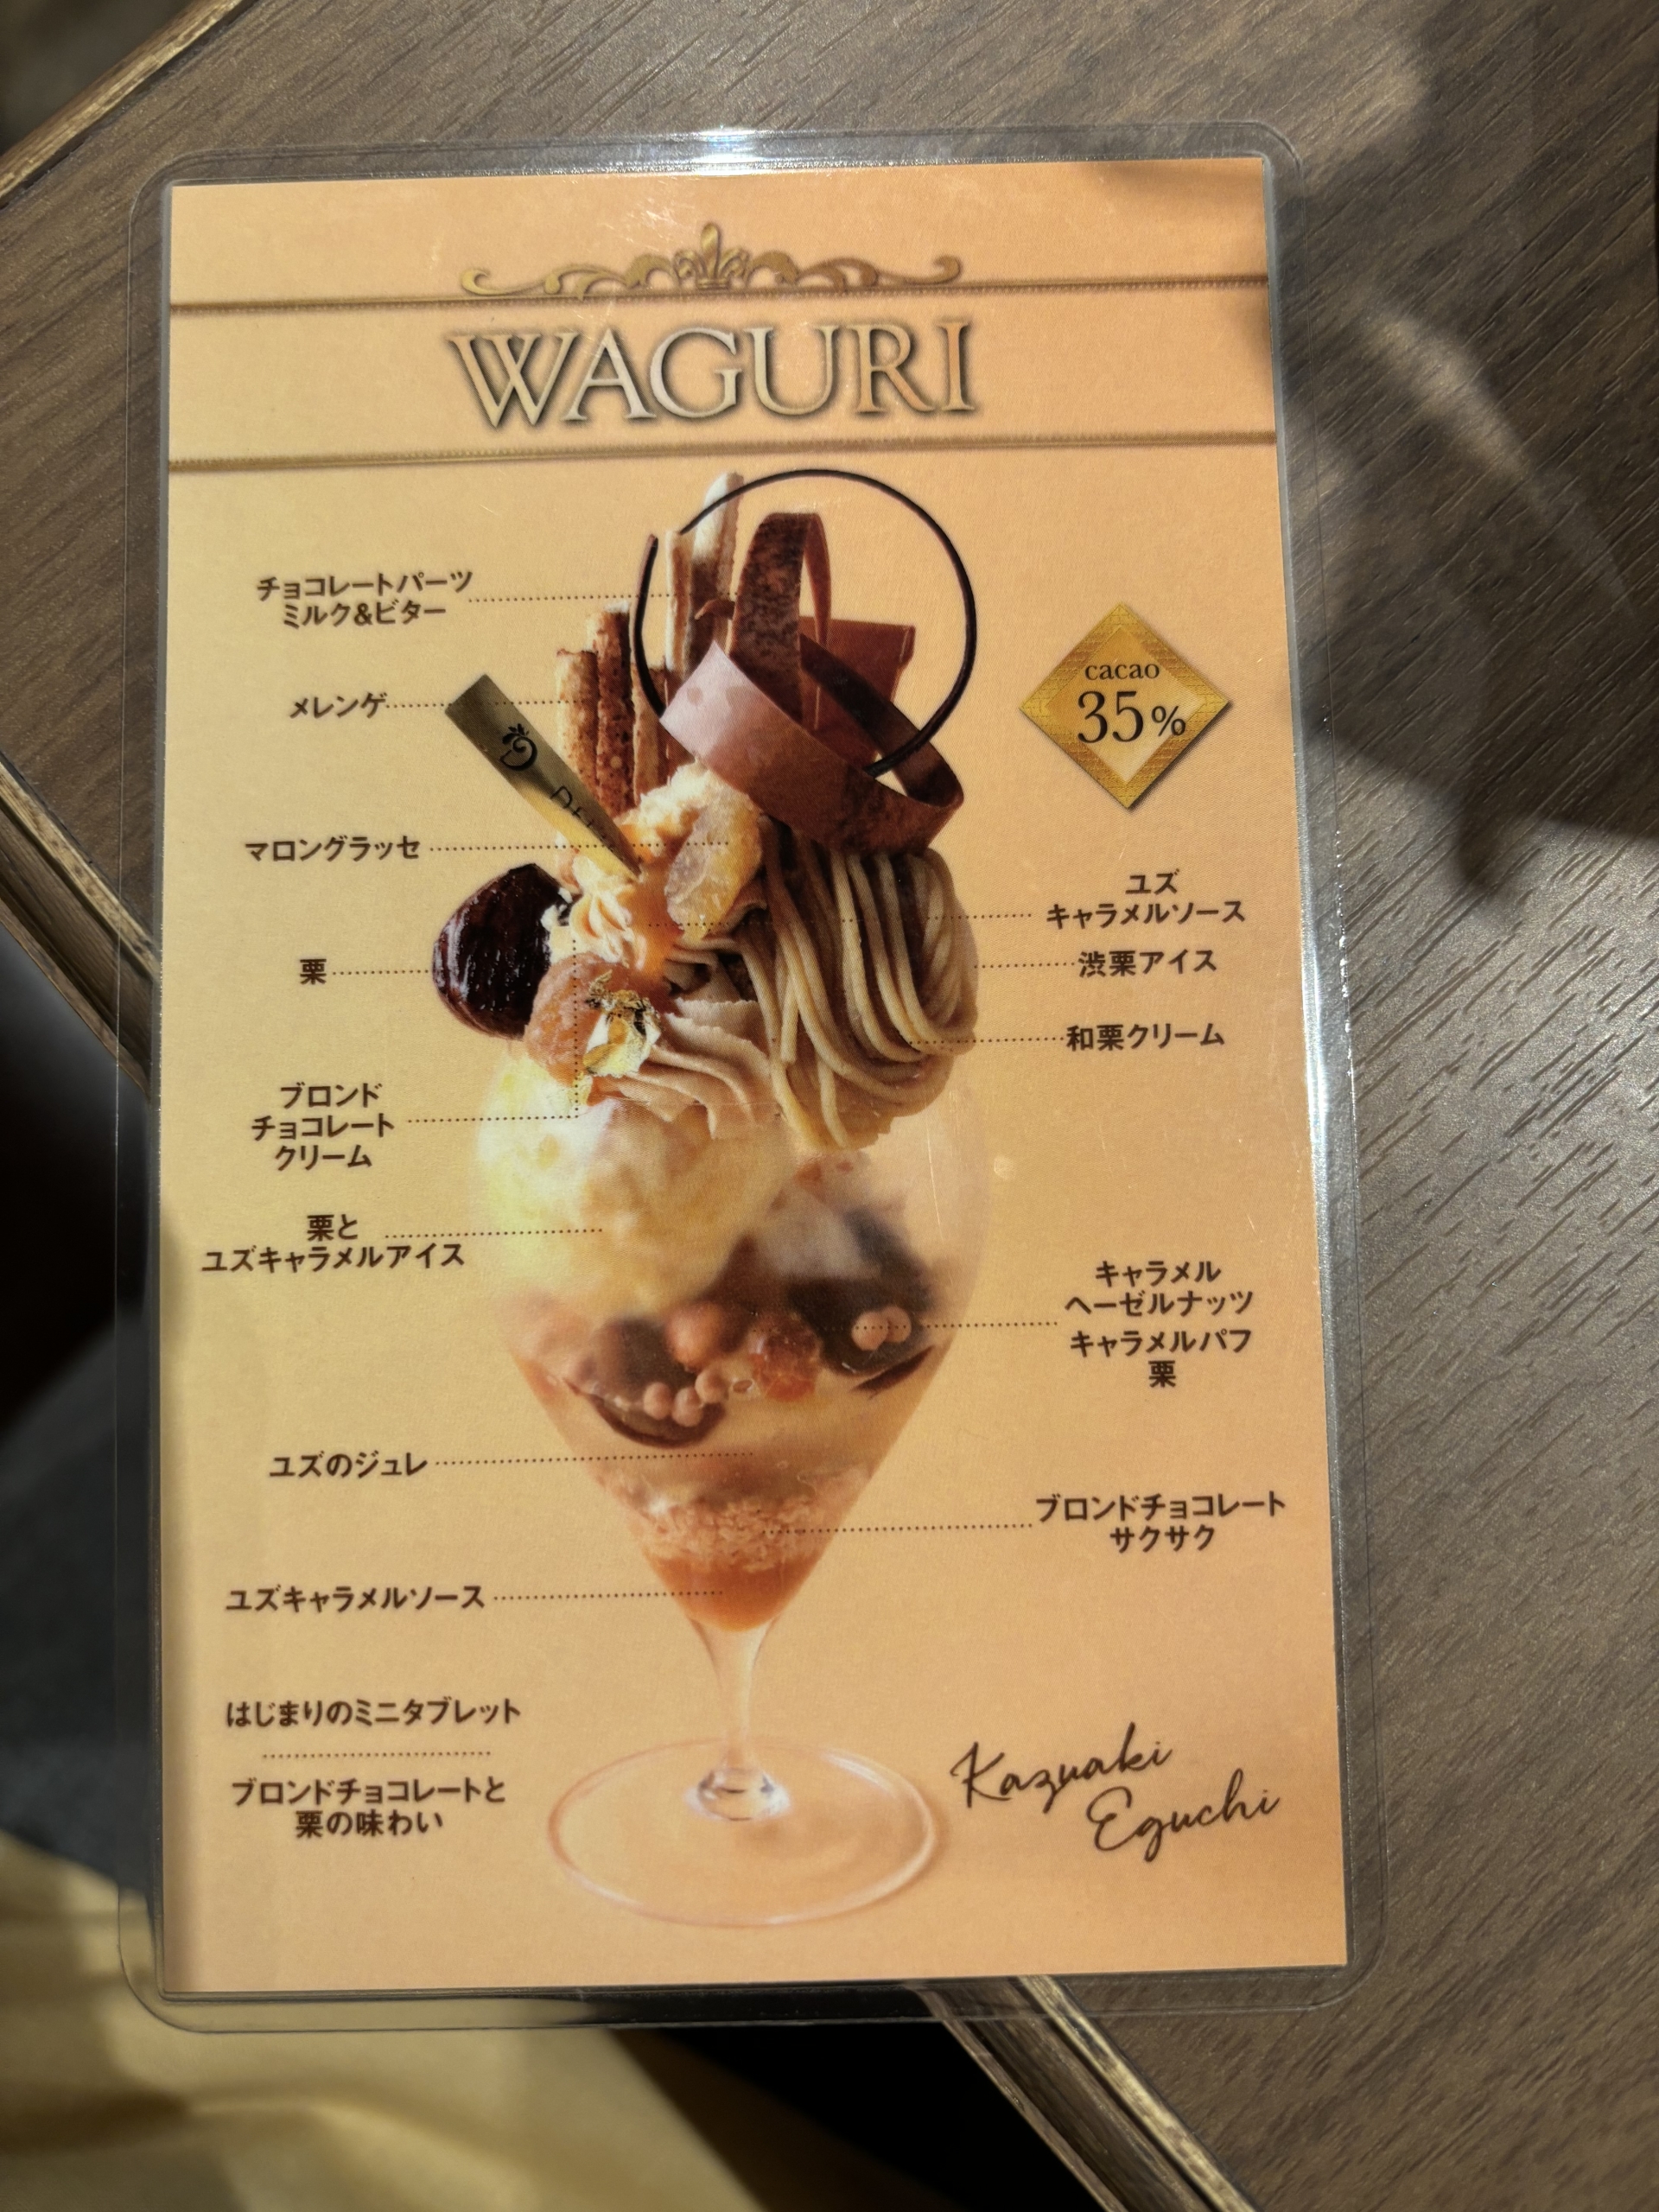 WAGURI
チョコレートパーツ
ミルク&ビター
メレンゲ
cacao
35%
マロングラッセ
ユズ
キャラメルソース
栗
渋栗アイス
和栗クリーム
ブロンド
チョコレート
クリーム
栗と
ユズキャラメルアイス
キャラメル
ヘーゼルナッツ
キャラメルパフ
栗
ユズのジュレ
ブロンドチョコレート
サクサク
ユズキャラメルソース
はじまりのミニタブレット
ブロンドチョコレートと
栗の味わい
Kazuaki
Eguchi